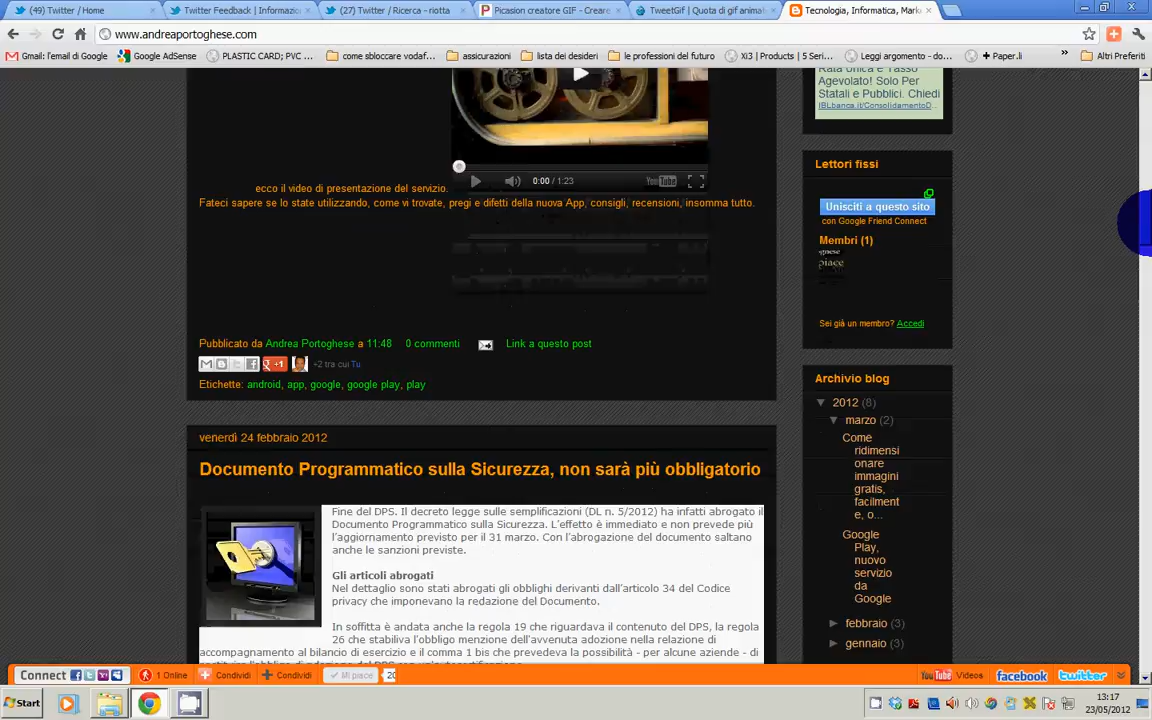 (49) Twitter / Home
Twitter Feedback | Informazio
(27) Twitter / Ricerca - riotta
Picasion creatore GIF - Creare
TweetGif | Quota di gif animat
Tecnologia, Informatica, Mark
www.andreaportoghese.com
Gmail: l'email di Google
Google AdSense
PLASTIC CARD; PVC ...
come sbloccare vodaf...
assicurazioni
lista dei desideri
le professioni del futuro
Xi3 | Products | 5 Seri...
Leggi argomento - do...
Paper.li
»
Altri Preferiti
Rata Unica e Tasso
Agevolato! Solo Per
Statali e Pubblici. Chiedi
IBLbanca.it/ConsolidamentoD...
0:00 / 1:23
YouTube
ecco il video di presentazione del servizio.
Fateci sapere se lo state utilizzando, come vi trovate, pregi e difetti della nuova App, consigli, recensioni, insomma tutto.
Pubblicato da Andrea Portoghese a 11:48 0 commenti Link a questo post
+1 +2 tra cui Tu
Etichette: android, app, google, google play, play
venerdì 24 febbraio 2012
Documento Programmatico sulla Sicurezza, non sarà più obbligatorio
Fine del DPS. Il decreto legge sulle semplificazioni (DL n. 5/2012) ha infatti abrogato il
Documento Programmatico sulla Sicurezza. L'effetto è immediato e non prevede più
l'aggiornamento previsto per il 31 marzo. Con l'abrogazione del documento saltano
anche le sanzioni previste.
Gli articoli abrogati
Nel dettaglio sono stati abrogati gli obblighi derivanti dall'articolo 34 del Codice
privacy che imponevano la redazione del Documento.
In soffitta è andata anche la regola 19 che riguardava il contenuto del DPS, la regola
26 che stabiliva l'obbligo menzione dell'avvenuta adozione nella relazione di
accompagnamento al bilancio di esercizio e il comma 1 bis che prevedeva la possibilità - per alcune aziende - di
Lettori fissi
Unisciti a questo sito
con Google Friend Connect
Membri (1)
piace
Sei già un membro? Accedi
Archivio blog
▼ 2012 (8)
▼ marzo (2)
Come
ridimensi
onare
immagini
gratis,
facilment
e, o...
Google
Play,
nuovo
servizio
da
Google
► febbraio (3)
► gennaio (3)
Connect
1 Online
Condividi
Condividi
Mi piace
20
YouTube Videos
facebook
twitter
Start
13:17
23/05/2012